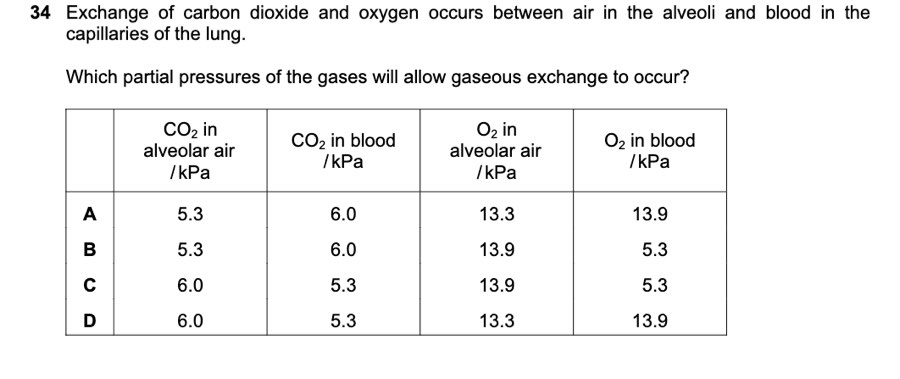 34 Exchange of carbon dioxide and oxygen occurs between air in the alveoli and blood in the
capillaries of the lung.
Which partial pressures of the gases will allow gaseous exchange to occur?
CO₂ in alveolar air /kPa CO₂ in blood /kPa O₂ in alveolar air /kPa O₂ in blood /kPa
A 5.3 6.0 13.3 13.9
B 5.3 6.0 13.9 5.3
C 6.0 5.3 13.9 5.3
D 6.0 5.3 13.3 13.9